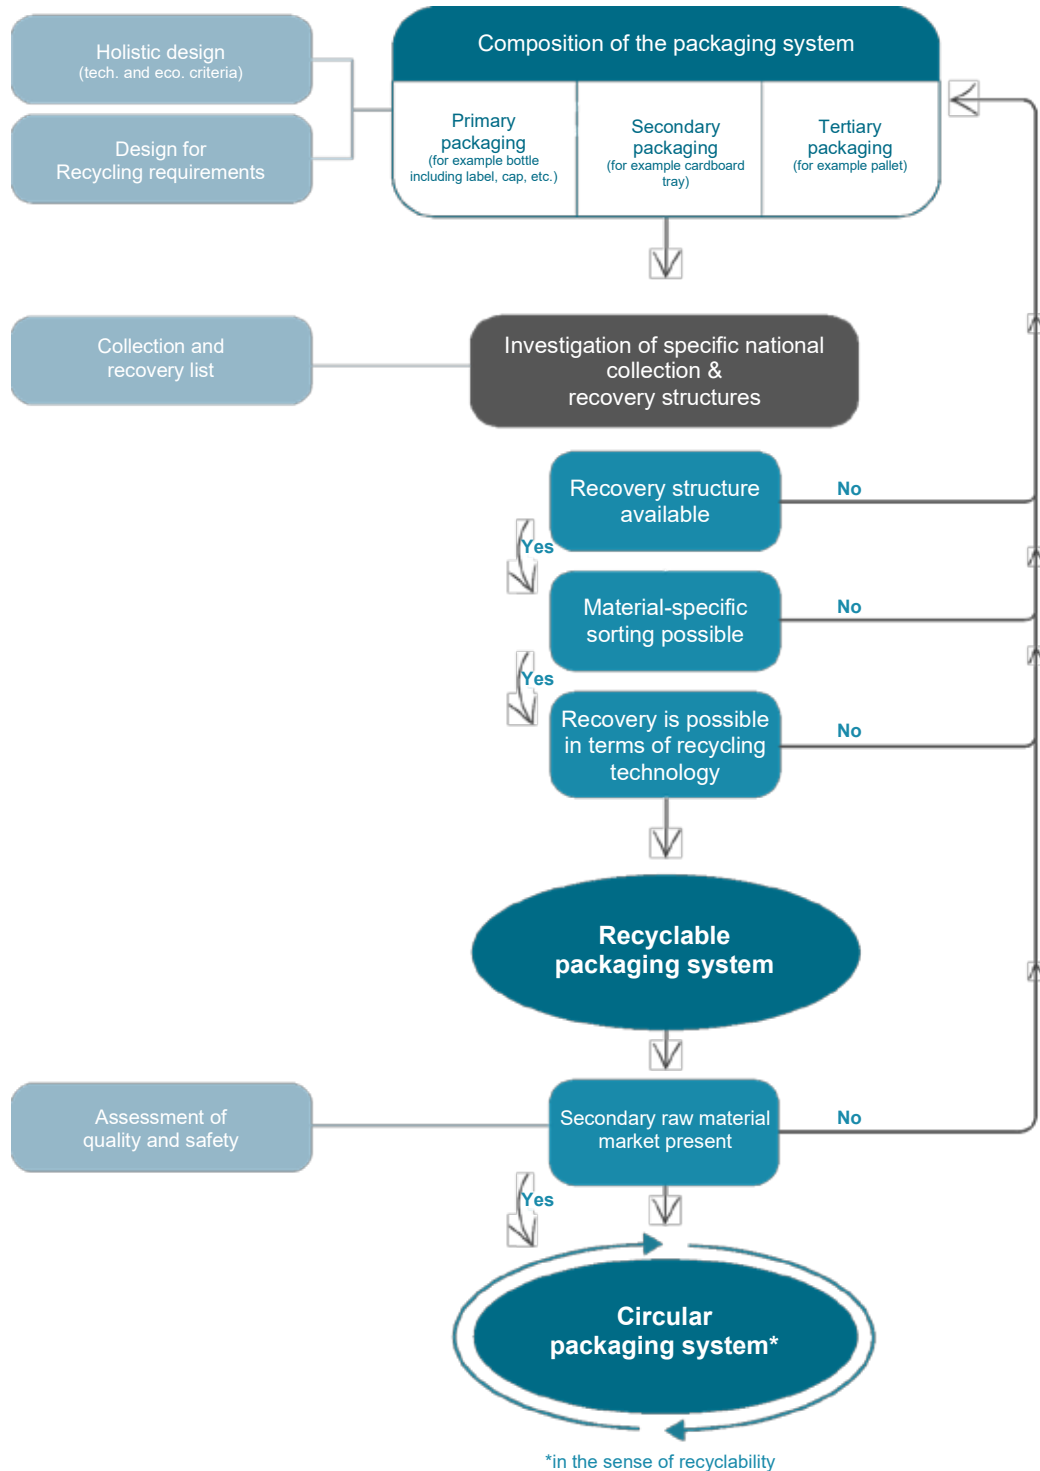 Holistic design
(tech. and eco. criteria)
Design for
Recycling requirements
Composition of the packaging system
Primary
packaging
(for example bottle
including label, cap, etc.)
Secondary
packaging
(for example cardboard
tray)
Tertiary
packaging
(for example pallet)
Collection and
recovery list
Investigation of specific national
collection &
recovery structures
Recovery structure
available
No
Yes
Material-specific
sorting possible
No
Yes
Recovery is possible
in terms of recycling
technology
No
Recyclable
packaging system
Assessment of
quality and safety
Secondary raw material
market present
No
Yes
Circular
packaging system*
*in the sense of recyclability